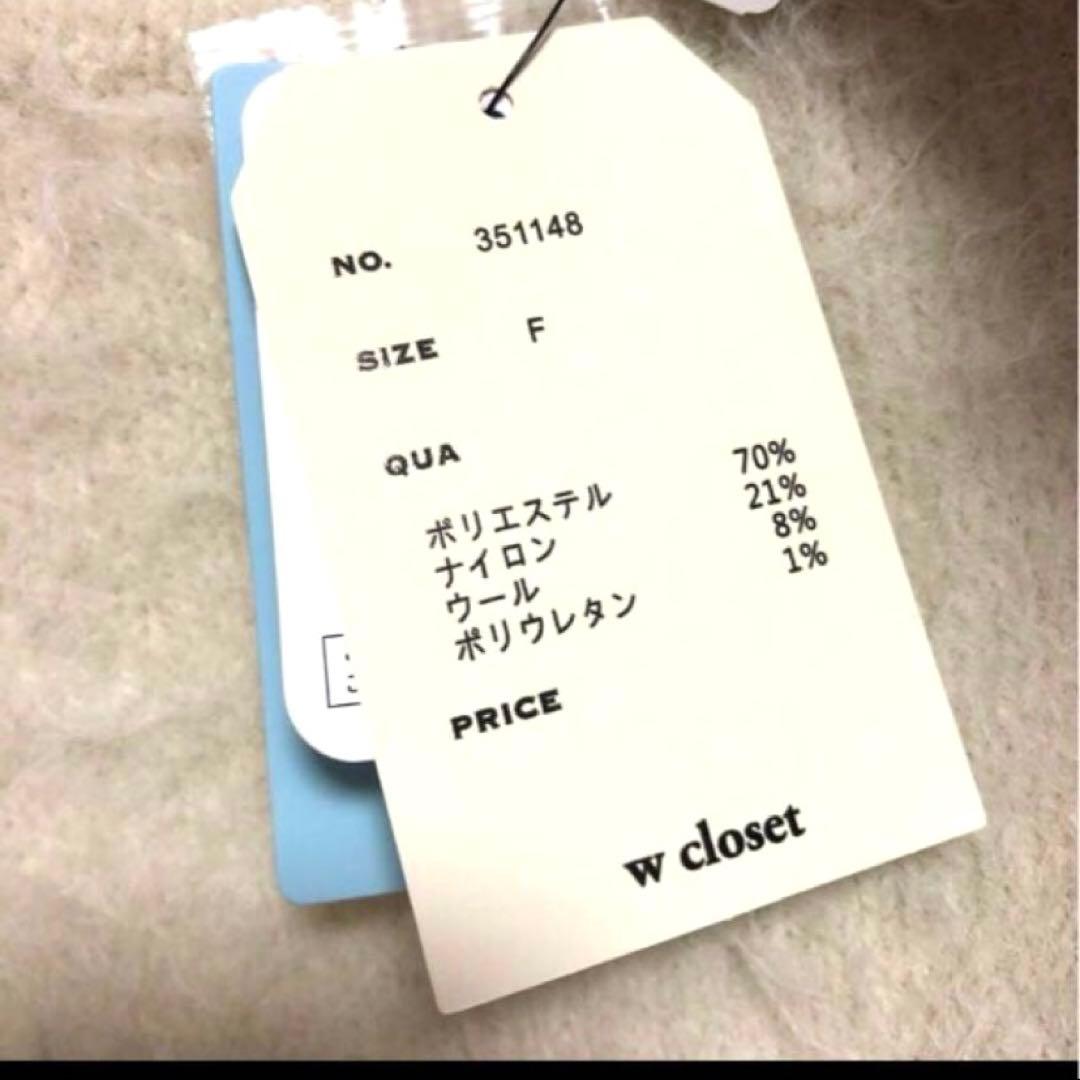 NO. 351148
SIZE F
QUA
ポリエステル 70%
ナイロン 21%
ウール 8%
ポリウレタン 1%
PRICE
w closet